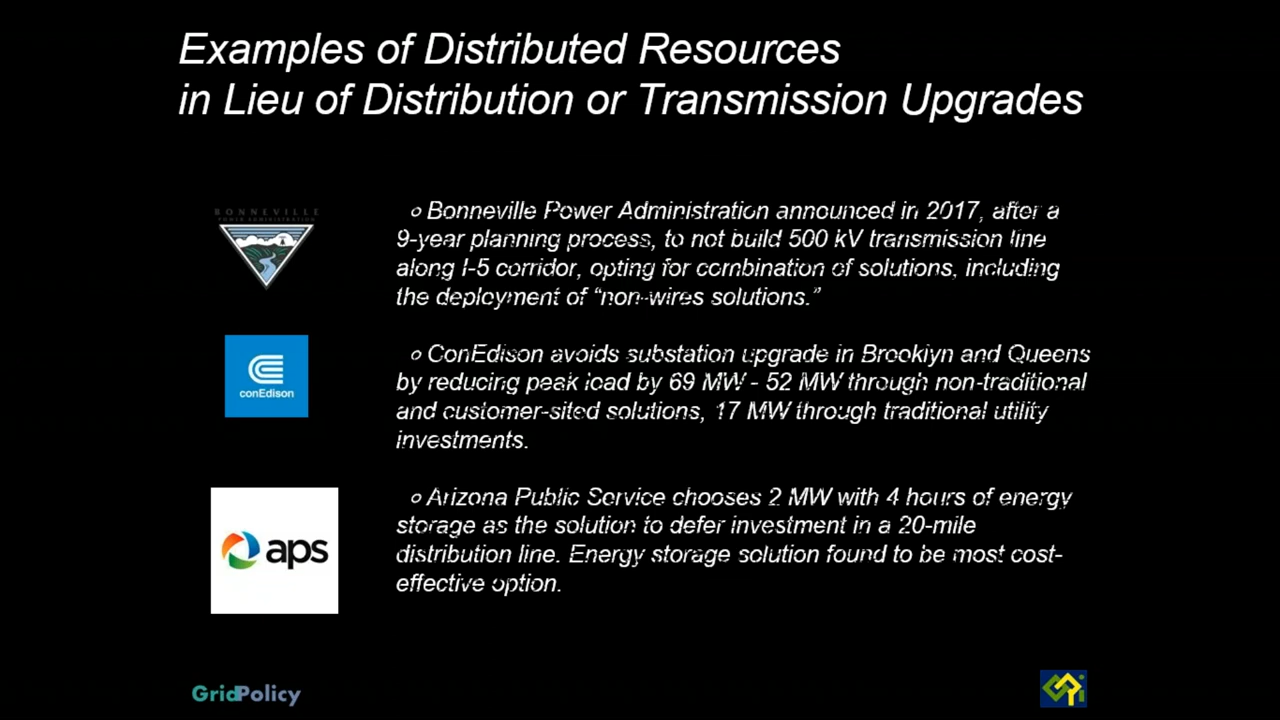 Examples of Distributed Resources
in Lieu of Distribution or Transmission Upgrades
BONNEVILLE
POWER ADMINISTRATION
o Bonneville Power Administration announced in 2017, after a
9-year planning process, to not build 500 kV transmission line
along I-5 corridor, opting for combination of solutions, including
the deployment of “non-wires solutions.”
conEdison
o ConEdison avoids substation upgrade in Brooklyn and Queens
by reducing peak load by 69 MW - 52 MW through non-traditional
and customer-sited solutions, 17 MW through traditional utility
investments.
aps
o Arizona Public Service chooses 2 MW with 4 hours of energy
storage as the solution to defer investment in a 20-mile
distribution line. Energy storage solution found to be most cost-
effective option.
GridPolicy